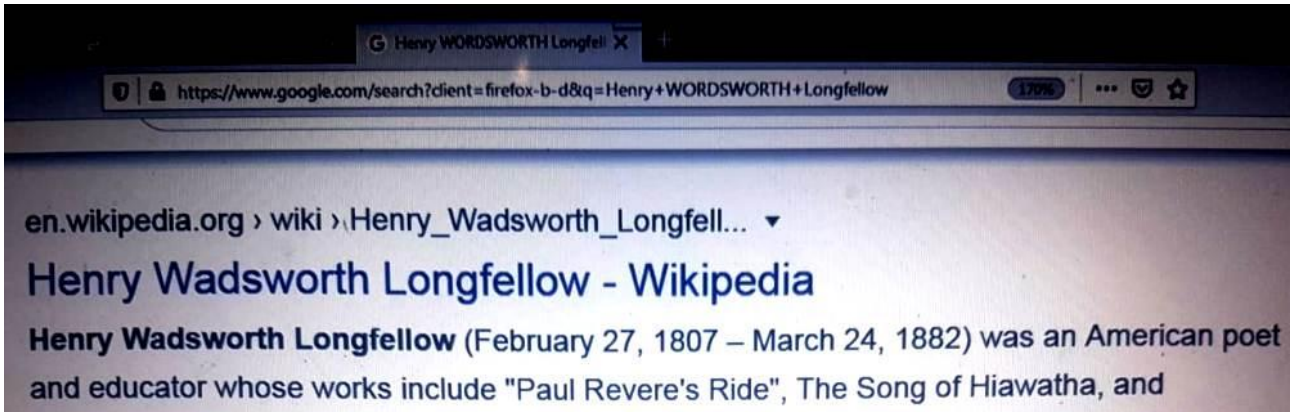 G Henry WORDSWORTH Longfell X +
https://www.google.com/search?client=firefox-b-d&q=Henry+WORDSWORTH+Longfellow 170% ...
en.wikipedia.org › wiki › Henry_Wadsworth_Longfell... ▼
Henry Wadsworth Longfellow - Wikipedia
Henry Wadsworth Longfellow (February 27, 1807 – March 24, 1882) was an American poet
and educator whose works include "Paul Revere's Ride", The Song of Hiawatha, and